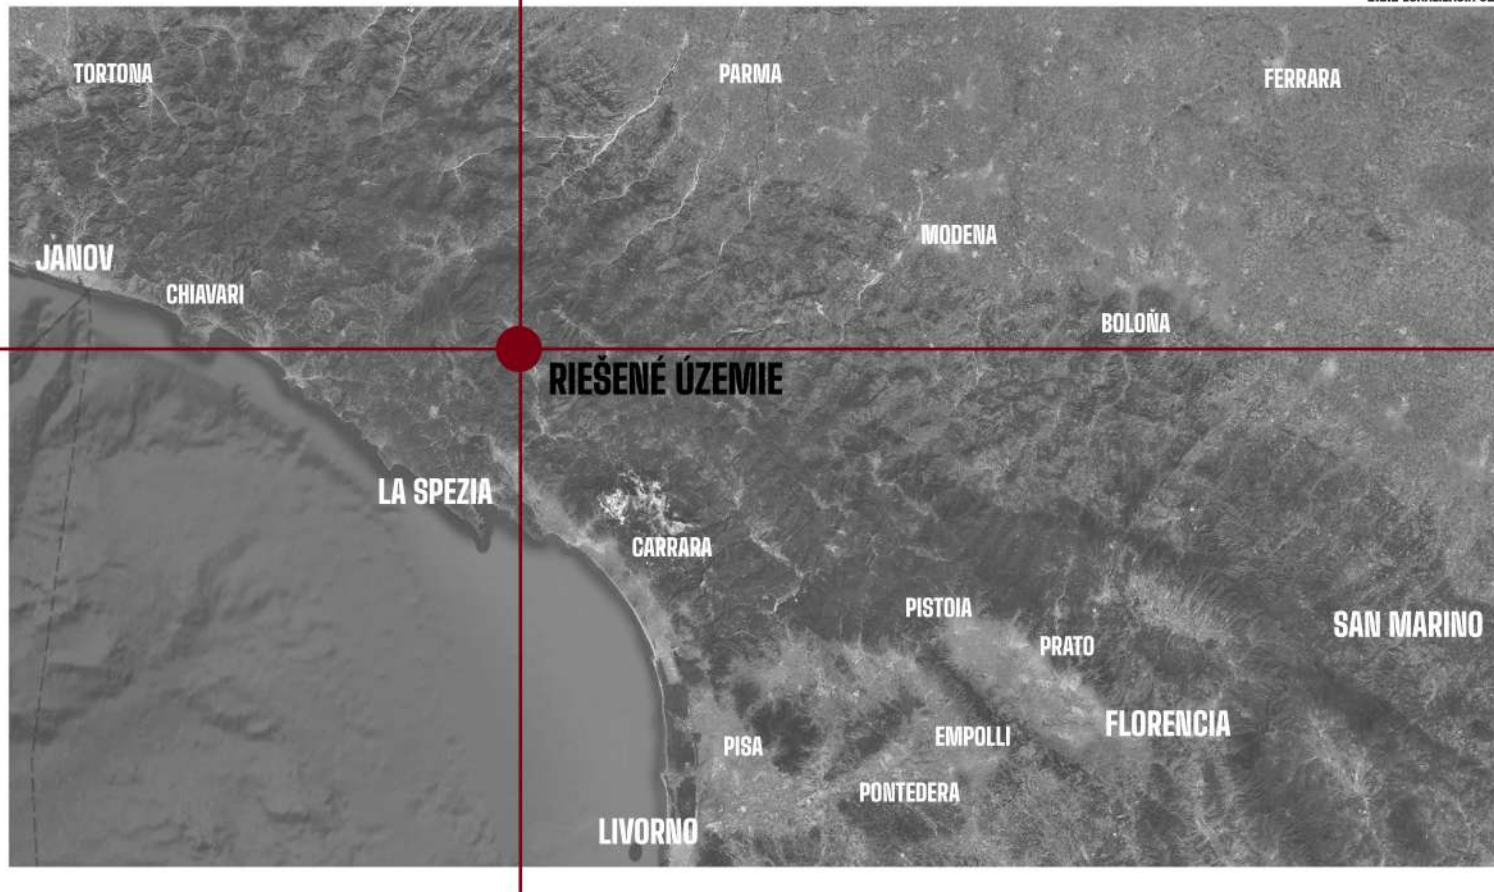 TORTONA
PARMA
FERRARA
JANOV
MODENA
CHIAVARI
BOLOŇA
RIEŠENÉ ÚZEMIE
LA SPEZIA
CARRARA
PISTOIA
SAN MARINO
PRATO
FLORENCIA
EMPOLLI
PISA
PONTEDERA
LIVORNO